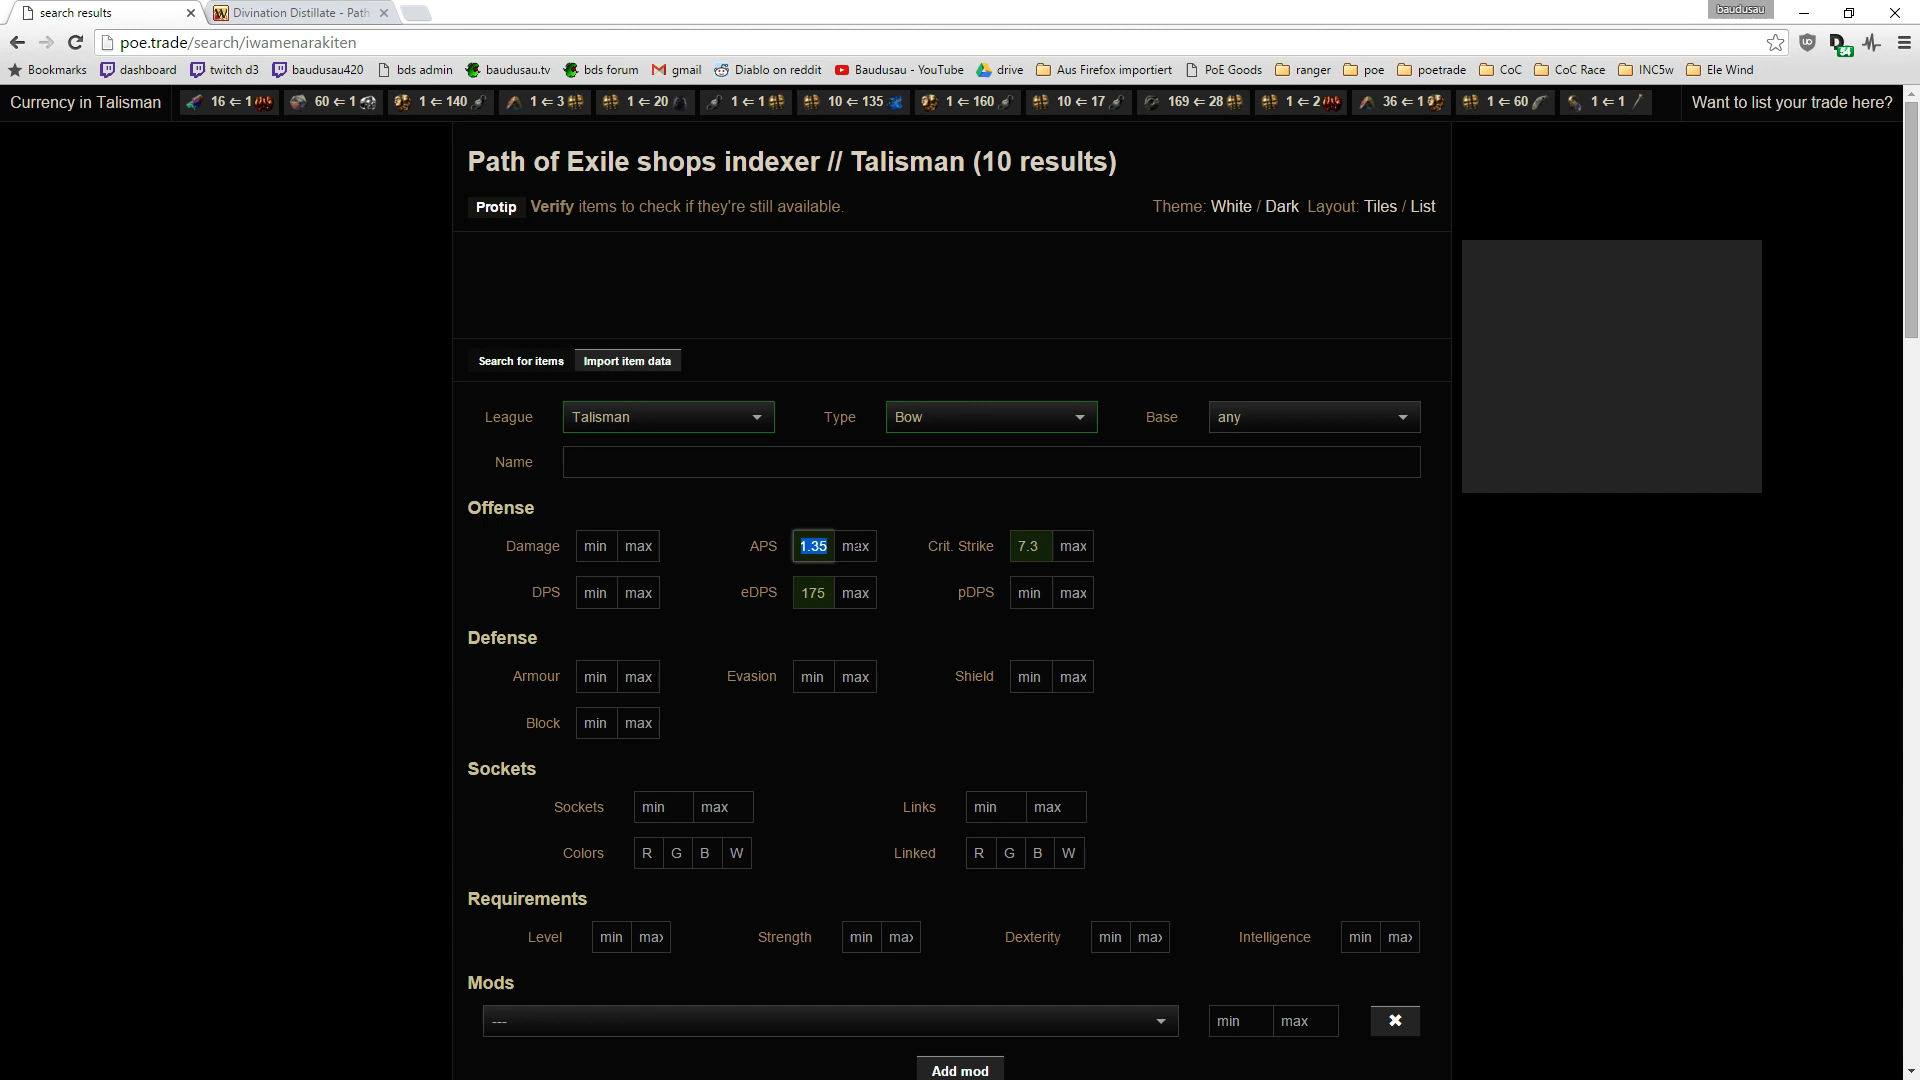 search results
Divination Distillate - Path
baudusau
poe.trade/search/iwamenarakiten
54
Bookmarks dashboard twitch d3 baudusau420 bds admin baudusau.tv bds forum gmail Diablo on reddit Baudusau - YouTube drive Aus Firefox importiert PoE Goods ranger poe poetrade CoC CoC Race INC5w Ele Wind
Currency in Talisman 16 ⇐ 1 60 ⇐ 1 1 ⇐ 140 1 ⇐ 3 1 ⇐ 20 1 ⇐ 1 10 ⇐ 135 1 ⇐ 160 10 ⇐ 17 169 ⇐ 28 1 ⇐ 2 36 ⇐ 1 1 ⇐ 60 1 ⇐ 1 Want to list your trade here?
Path of Exile shops indexer // Talisman (10 results)
Protip Verify items to check if they're still available. Theme: White / Dark Layout: Tiles / List
Search for items Import item data
League Talisman Type Bow Base any
Name
Offense
Damage min max APS 1.35 max Crit. Strike 7.3 max
DPS min max eDPS 175 max pDPS min max
Defense
Armour min max Evasion min max Shield min max
Block min max
Sockets
Sockets min max Links min max
Colors R G B W Linked R G B W
Requirements
Level min max Strength min max Dexterity min max Intelligence min max
Mods
--- min max
Add mod